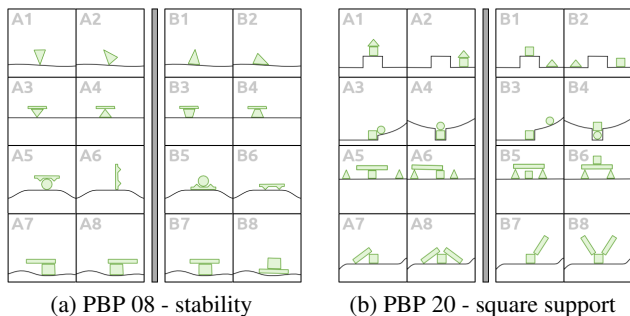 A1 A2 B1 B2 A1 A2 B1 B2
A3 A4 B3 B4 A3 A4 B3 B4
A5 A6 B5 B6 A5 A6 B5 B6
A7 A8 B7 B8 A7 A8 B7 B8
(a) PBP 08 - stability (b) PBP 20 - square support